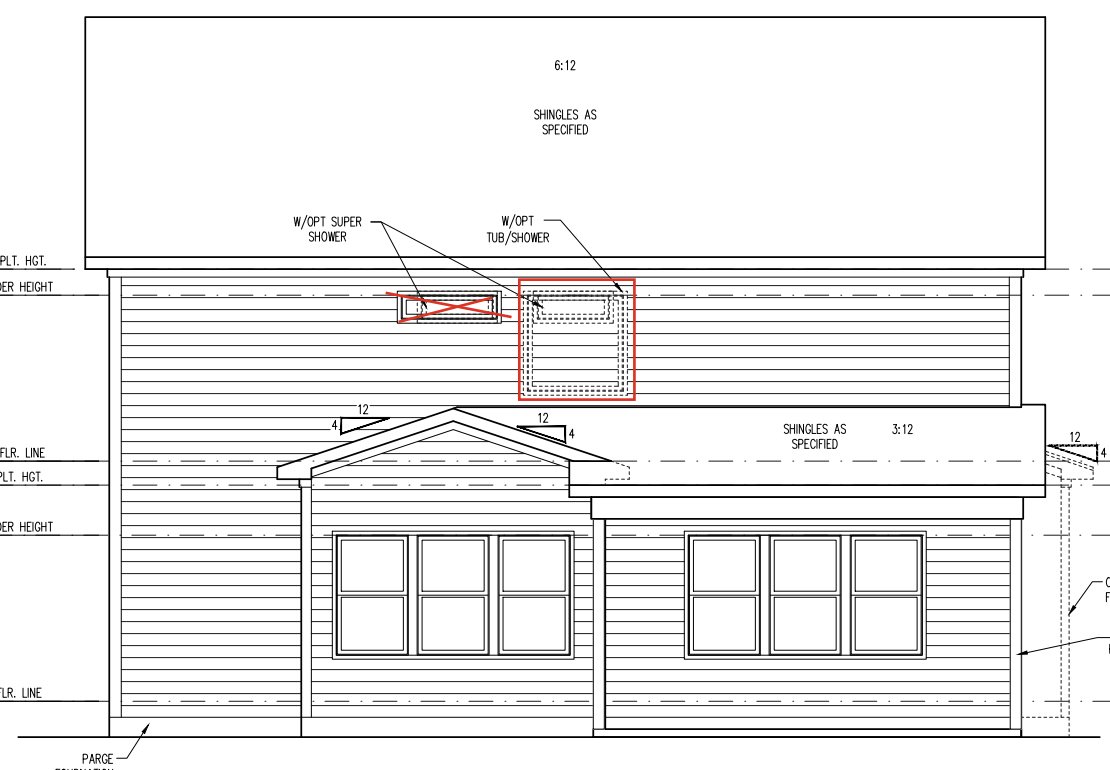 6:12
SHINGLES AS
SPECIFIED
W/OPT SUPER
SHOWER
W/OPT
TUB/SHOWER
PLT. HGT.
DER HEIGHT
12
4
12
4
SHINGLES AS
SPECIFIED
3:12
12
4
FLR. LINE
PLT. HGT.
DER HEIGHT
FLR. LINE
PARGE